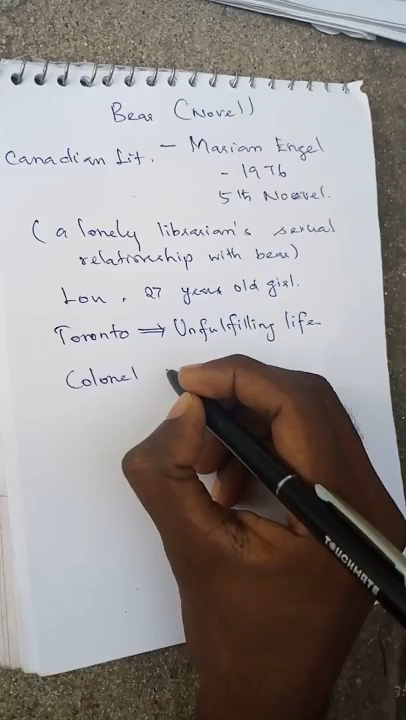 Bear (Novel)
Canadian Lit. - Marian Engel
- 1976
5th Noovel.
(a lonely librarian's sexual
relationship with bear)
Lou, 27 years old girl.
Toronto ⇒ Unfulfilling life
Colonel
TOUCHMATE